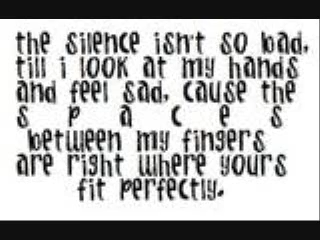 the silence isn't so bad,
till i look at my hands
and feel sad, cause the
s p a c e s
between my fingers
are right where yours
fit perfectly.